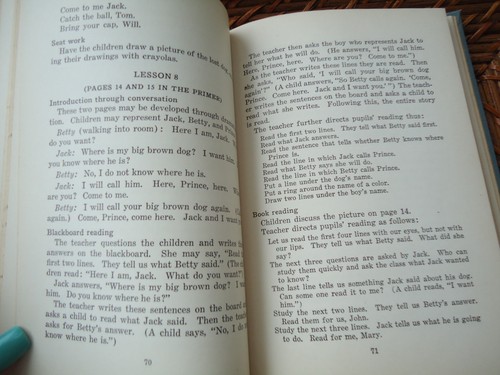 Come to me Jack.
Catch the ball, Tom.
Bring your cap, Will.
Seat work
Have the children draw a picture of the last
ing their drawings with crayolas.
LESSON 8
(PAGES 14 AND 15 IN THE PRIMER)
Introduction through conversation
These two pages may be developed through
tion. Children may represent Jack, Betty, and
Betty (walking into room): Here I am, Jack.
do you want?
Jack: Where is my big brown dog? I want him.
you know where he is?
Betty: No, I do not know where he is.
Jack: I will call him. Here, Prince, here. Where
are you? Come to me.
Betty: I will call your big brown dog again. (Calls
again.) Come, Prince, come here. Jack and I want you.
Blackboard reading
The teacher questions the children and writes
answers on the blackboard. She may say, "Read
first two lines. They tell us what Betty said." (The
dren read: "Here I am, Jack. What do you want?")
Jack answers, "Where is my big brown dog? I want
him. Do you know where he is?"
The teacher writes these sentences on the board and
asks a child to read what Jack said. Then the
asks for Betty's answer. (A child says, "No, I do
know where he is.")
70
The teacher then asks the boy who represents Jack to
tell her what he will do. (He answers, "I will call him.
Here, Prince, here. Where are you? Come to me.")
As the teacher writes these lines they are read. Then
she asks, "Who said, 'I will call your big brown dog
again.'?" (A child answers, "So Betty calls again. 'Come
Prince. Come here. Jack and I want you.'") The teach-
er writes the sentences on the board and asks a child to
read what she writes. Following this, the entire story
is read.
The teacher further directs pupils' reading thus:
Read the first two lines. They tell what Betty said first.
Read what Jack answers.
Read the sentence that tells whether Betty knows where
Prince is.
Read the line in which Jack calls Prince.
Read what Betty says she will do.
Read the line in which Betty calls Prince.
Put a line under the dog's name.
Put a ring around the name of a color.
Draw two lines under the boy's name.
Book reading
Children discuss the picture on page 14.
Teacher directs pupils' reading as follows:
Let us read the first four lines with our eyes, but not with
our lips. They tell us what Betty said. What did she
say?
The next three questions are asked by Jack. Who can
study them quickly and ask the class what Jack wanted
to know?
The last line tells us something Jack said about his dog.
Can some one read it to me? (A child reads, "I want
him.")
Study the next two lines. They tell us Betty's answer.
Read them for us, John.
Study the next three lines. Jack tells us what he is going
to do. Read for me, Mary.
71